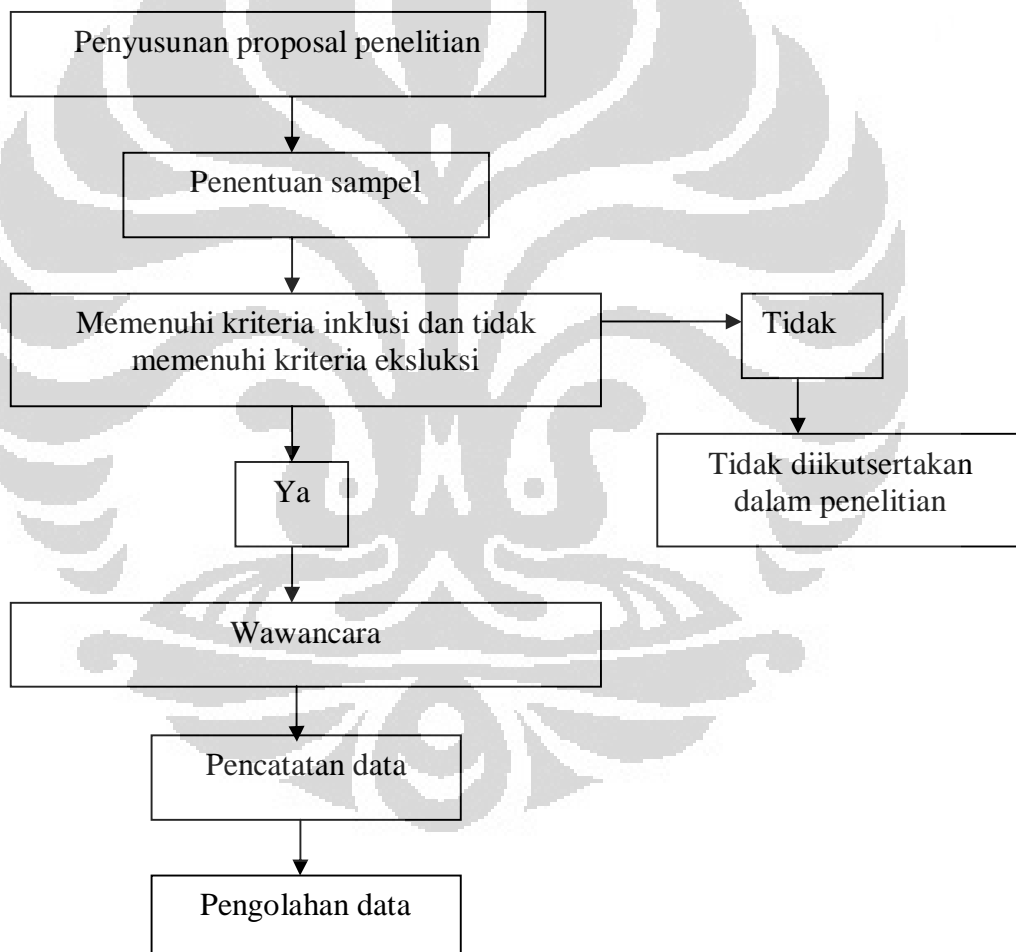 Penyusunan proposal penelitian
Penentuan sampel
Memenuhi kriteria inklusi dan tidak
memenuhi kriteria eksluksi
Tidak
Tidak diikutsertakan
dalam penelitian
Ya
Wawancara
Pencatatan data
Pengolahan data